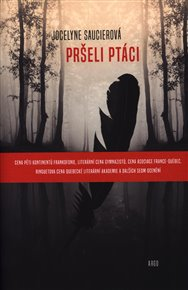 JOCELYNE SAUCIEROVÁ
PRŠELI PTÁCI
CENA PĚTI KONTINENTŮ FRANKOFONIE, LITERÁRNÍ CENA GYMNAZISTŮ, CENA ASOCIACE FRANCE-QUÉBEC,
RINGUETOVA CENA QUEBECKÉ LITERÁRNÍ AKADEMIE A DALŠÍCH SEDM OCENĚNÍ
ARGO